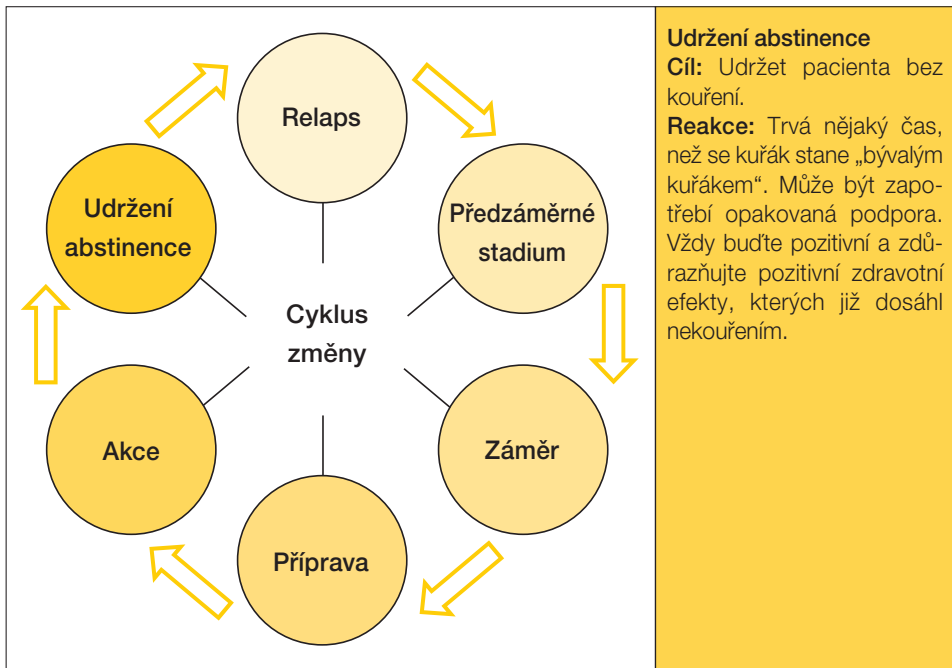 Relaps
Předzáměrné
stadium
Záměr
Příprava
Akce
Udržení
abstinence
Cyklus
změny
Udržení abstinence
Cíl: Udržet pacienta bez
kouření.
Reakce: Trvá nějaký čas,
než se kuřák stane „bývalým
kuřákem“. Může být zapo-
třebí opakovaná podpora.
Vždy buďte pozitivní a zdů-
razňujte pozitivní zdravotní
efekty, kterých již dosáhl
nekouřením.